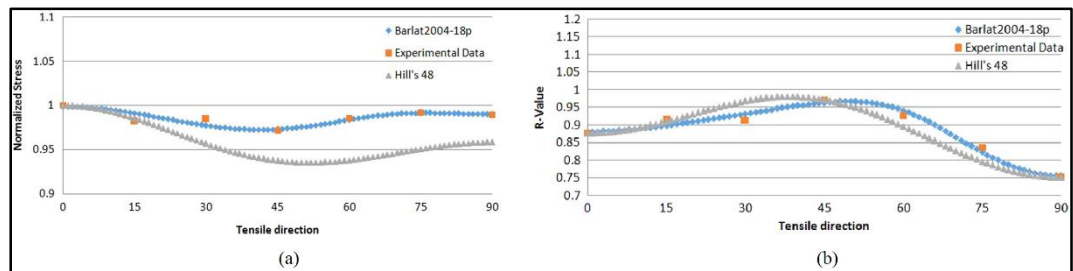 1.1
1.05
1
0.95
0.9
Normalized Stress
Barlat2004-18p
Experimental Data
Hill's 48
0 15 30 45 60 75 90
Tensile direction
(a)
1.2
1.15
1.1
1.05
1
0.95
0.9
0.85
0.8
0.75
0.7
R-Value
Barlat2004-18p
Experimental Data
Hill's 48
0 15 30 45 60 75 90
Tensile direction
(b)